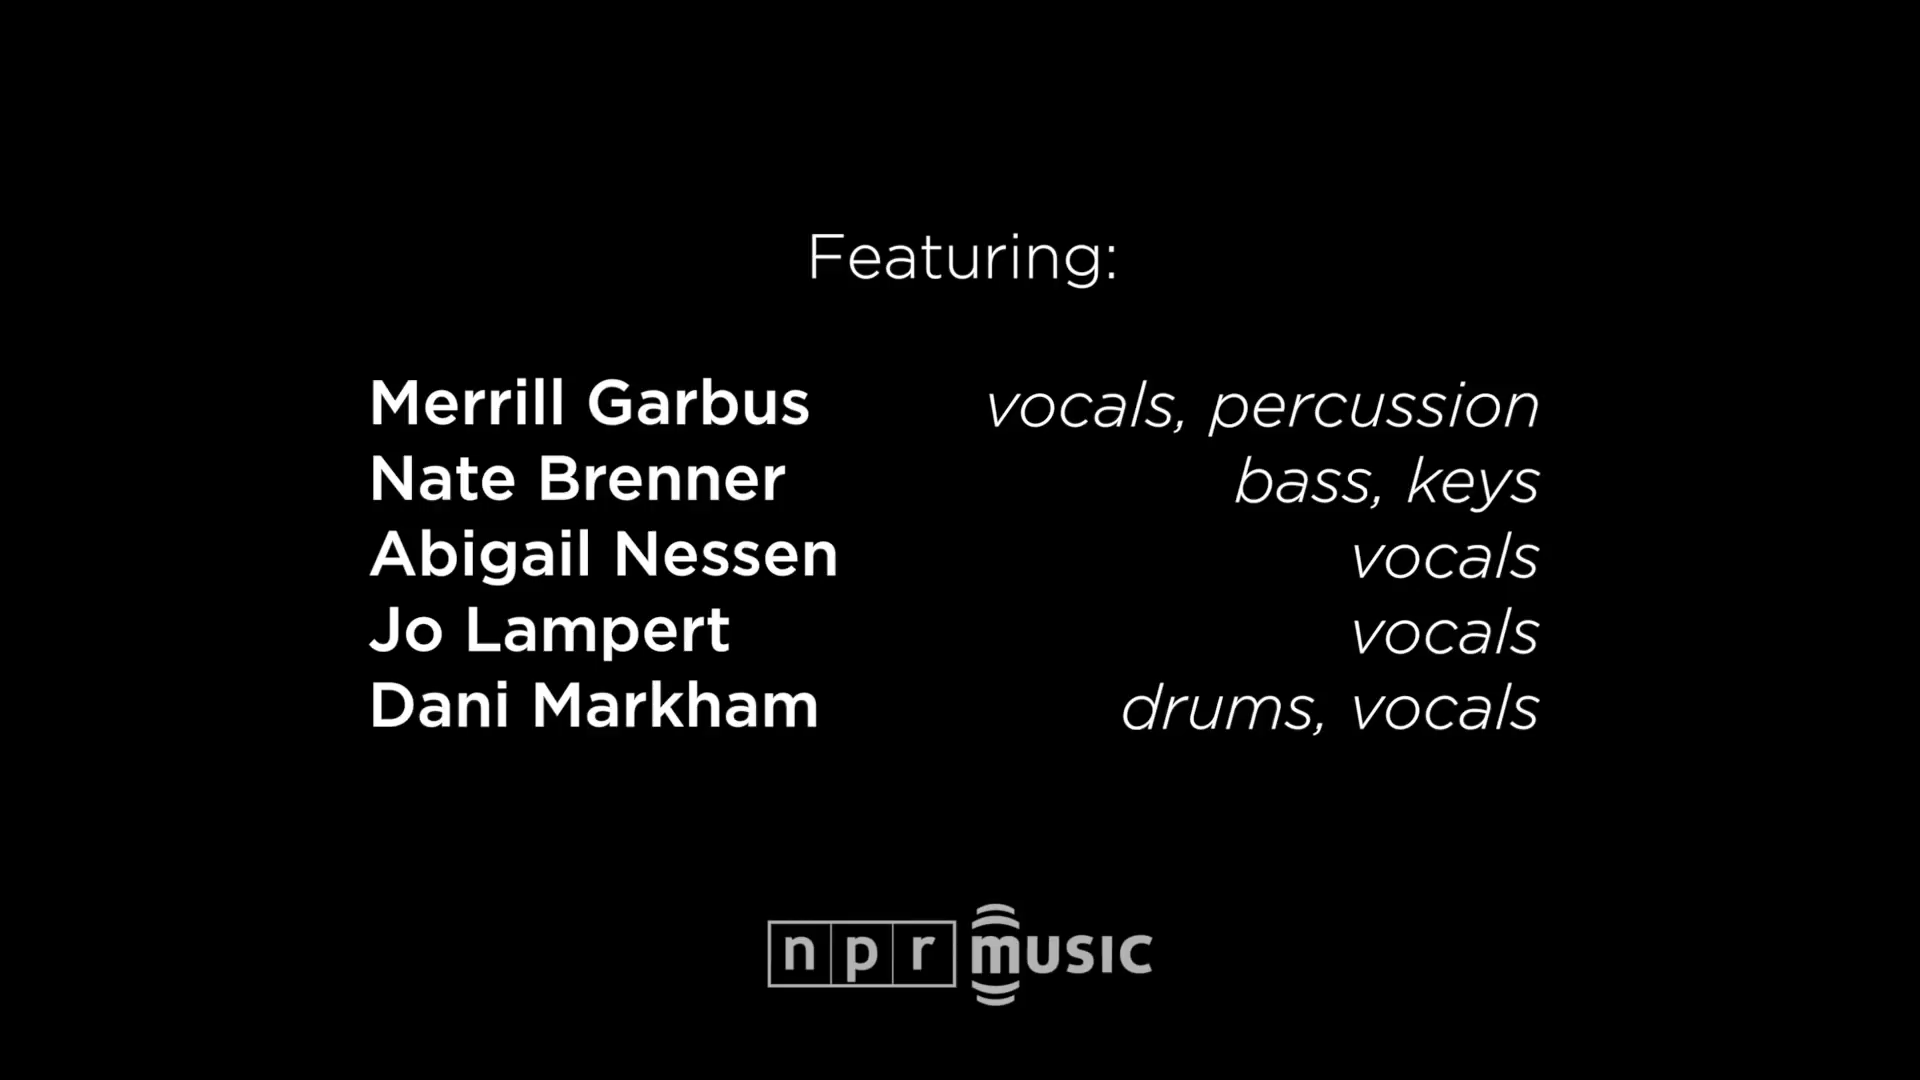 Featuring:
Merrill Garbus vocals, percussion
Nate Brenner bass, keys
Abigail Nessen vocals
Jo Lampert vocals
Dani Markham drums, vocals
npr music